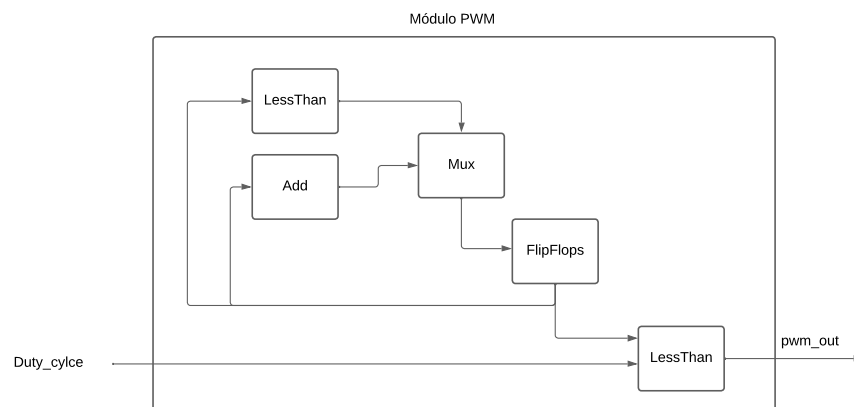 Módulo PWM
LessThan
Mux
Add
FlipFlops
pwm_out
LessThan
Duty_cylce